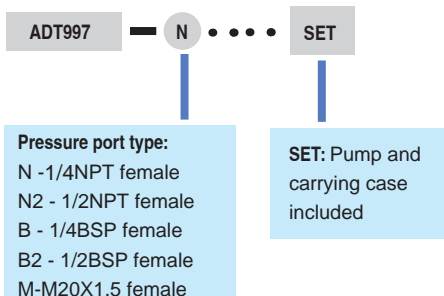 ADT997 — N • • • • SET
Pressure port type:
N -1/4NPT female
N2 - 1/2NPT female
B - 1/4BSP female
B2 - 1/2BSP female
M-M20X1.5 female
SET: Pump and
carrying case
included